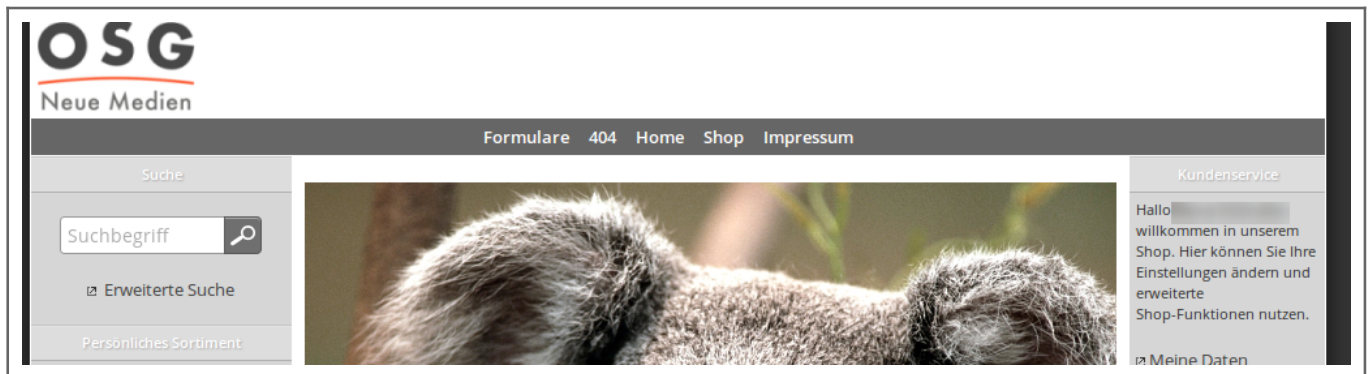 OSG
Neue Medien
Formulare 404 Home Shop Impressum
Suche
Suchbegriff
Erweiterte Suche
Persönliches Sortiment
Kundenservice
Hallo
willkommen in unserem
Shop. Hier können Sie Ihre
Einstellungen ändern und
erweiterte
Shop-Funktionen nutzen.
Meine Daten